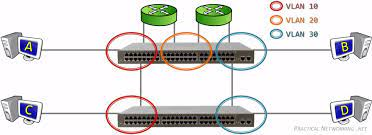 VLAN 10
VLAN 20
VLAN 30
A
B
C
D
PRACTICAL NETWORKING .NET